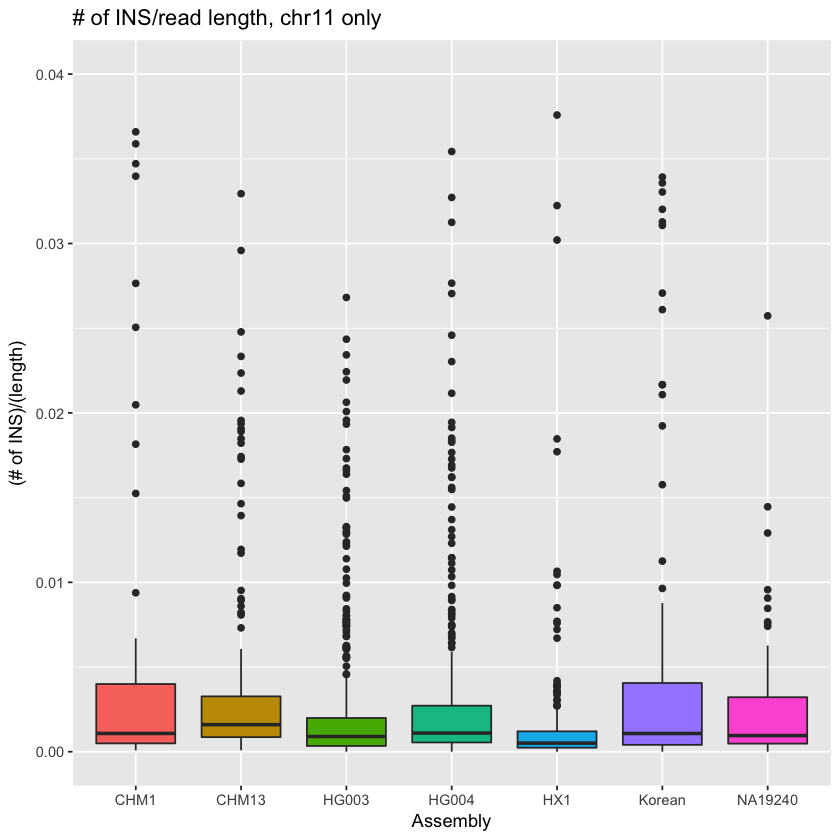 # of INS/read length, chr11 only
(# of INS)/(length)
0.04
0.03
0.02
0.01
0.00
CHM1 CHM13 HG003 HG004 HX1 Korean NA19240
Assembly